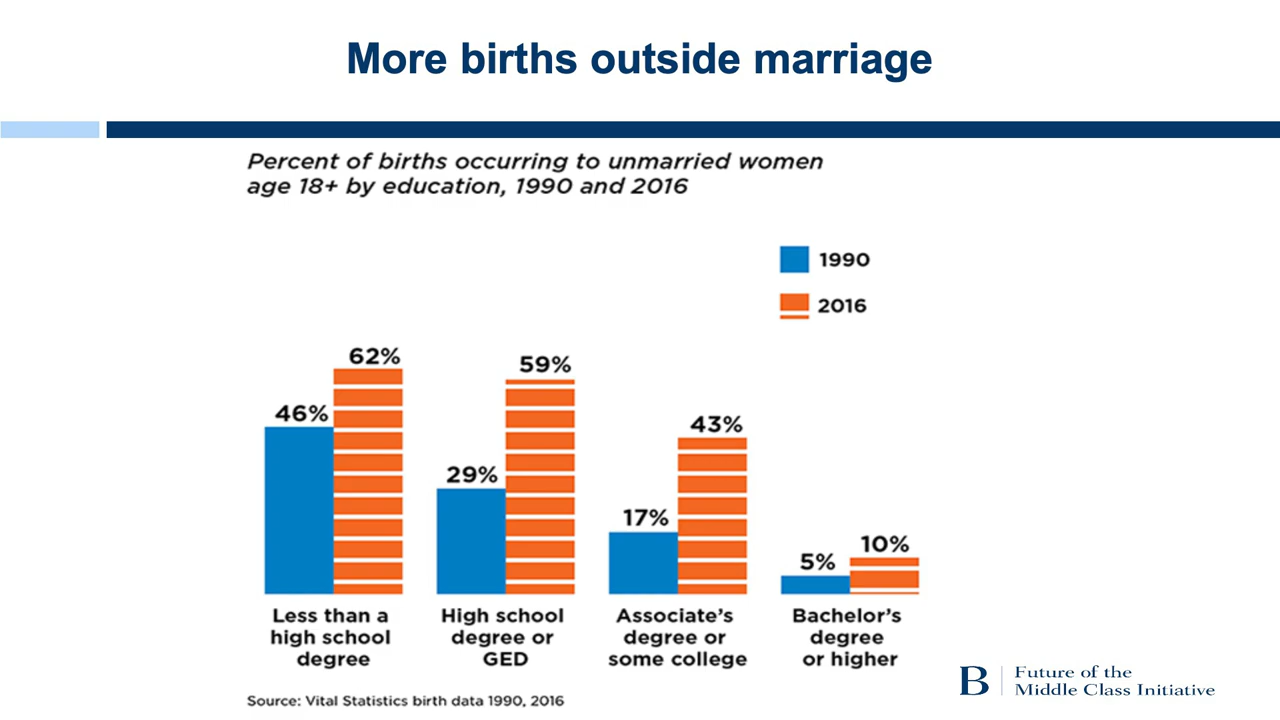 More births outside marriage
Percent of births occurring to unmarried women
age 18+ by education, 1990 and 2016
1990
2016
46%
62%
29%
59%
17%
43%
5%
10%
Less than a
high school
degree
High school
degree or
GED
Associate's
degree or
some college
Bachelor's
degree
or higher
Source: Vital Statistics birth data 1990, 2016
B
Future of the
Middle Class Initiative